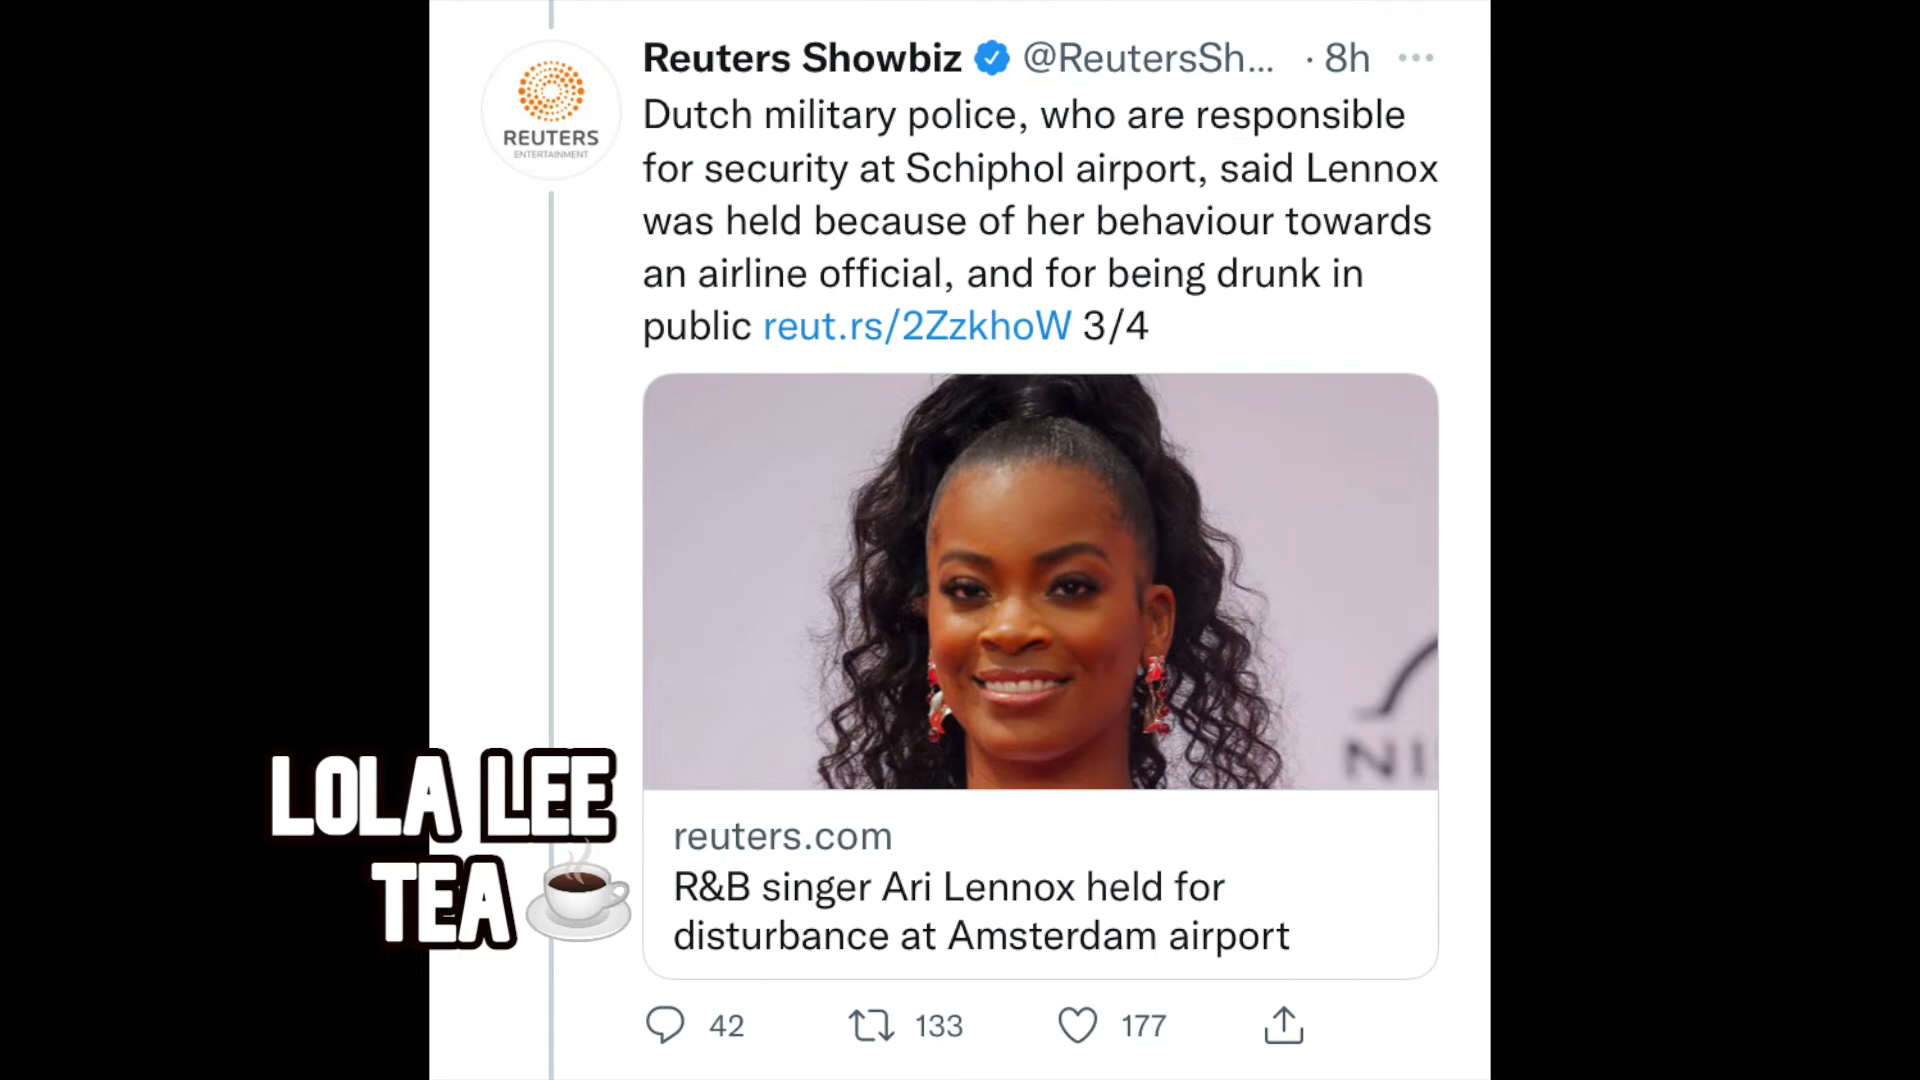 Reuters Showbiz @ReutersSh... · 8h
REUTERS
ENTERTAINMENT
Dutch military police, who are responsible
for security at Schiphol airport, said Lennox
was held because of her behaviour towards
an airline official, and for being drunk in
public reut.rs/2ZzkhoW 3/4
NI
LOLA LEE
TEA
reuters.com
R&B singer Ari Lennox held for
disturbance at Amsterdam airport
42 133 177